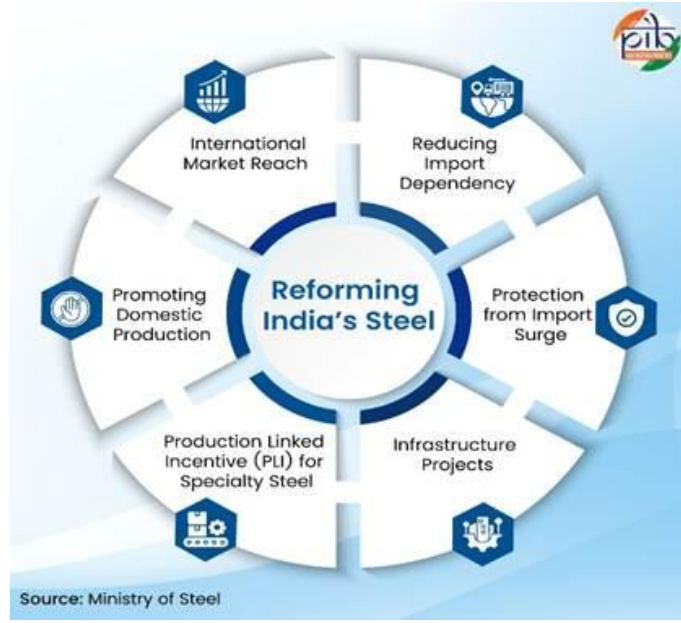 pib
International
Market Reach
Reducing
Import
Dependency
Promoting
Domestic
Production
Reforming
India's Steel
Protection
from Import
Surge
Production Linked
Incentive (PLI) for
Specialty Steel
Infrastructure
Projects
Source: Ministry of Steel